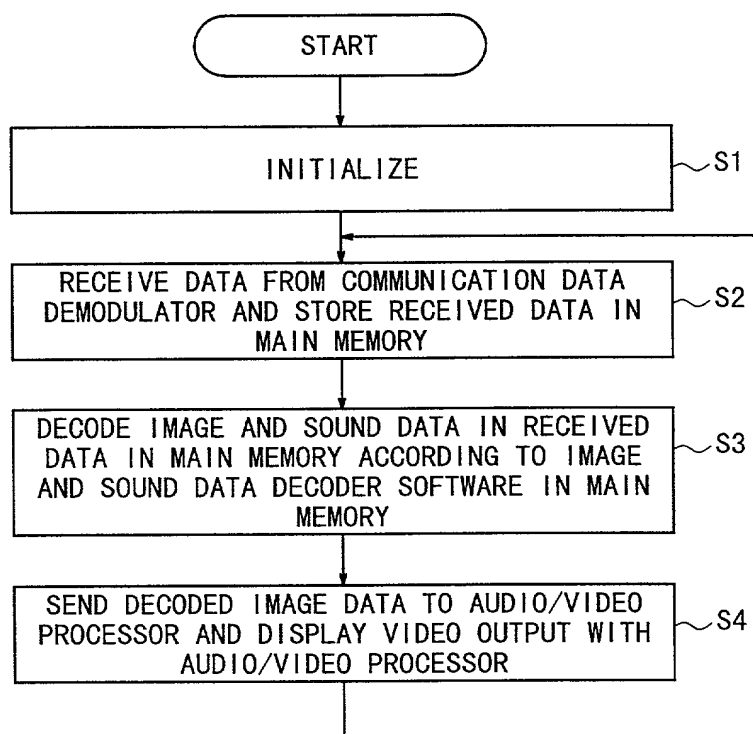 START
INITIALIZE
S1
RECEIVE DATA FROM COMMUNICATION DATA
DEMODULATOR AND STORE RECEIVED DATA IN
MAIN MEMORY
S2
DECODE IMAGE AND SOUND DATA IN RECEIVED
DATA IN MAIN MEMORY ACCORDING TO IMAGE
AND SOUND DATA DECODER SOFTWARE IN MAIN
MEMORY
S3
SEND DECODED IMAGE DATA TO AUDIO/VIDEO
PROCESSOR AND DISPLAY VIDEO OUTPUT WITH
AUDIO/VIDEO PROCESSOR
S4